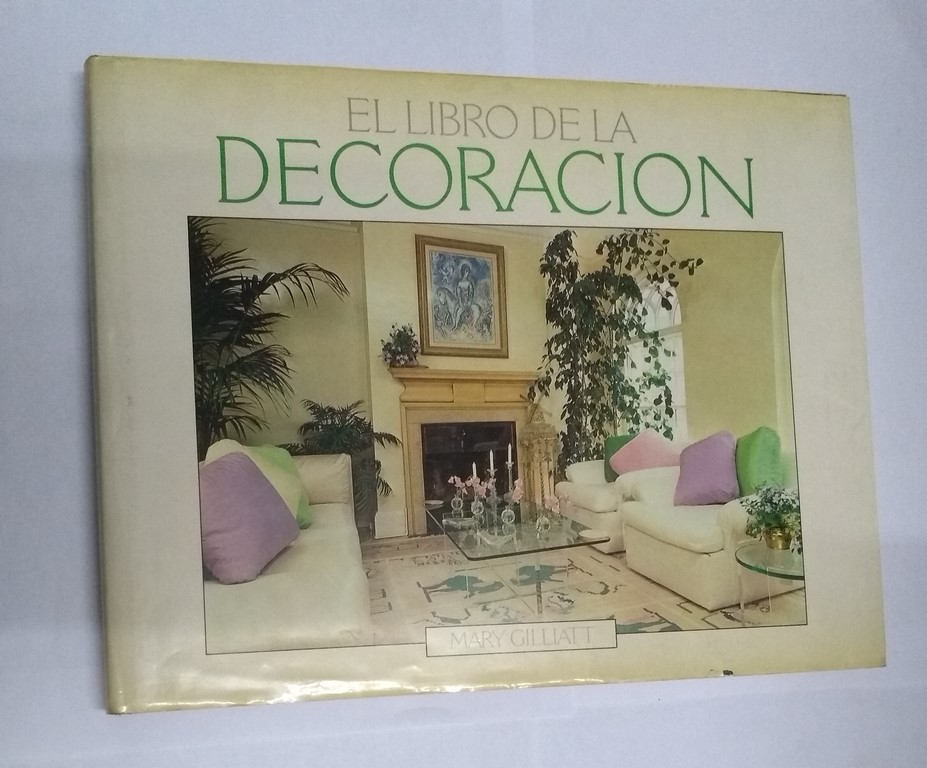 EL LIBRO DE LA
DECORACION
MARY GILLIATT